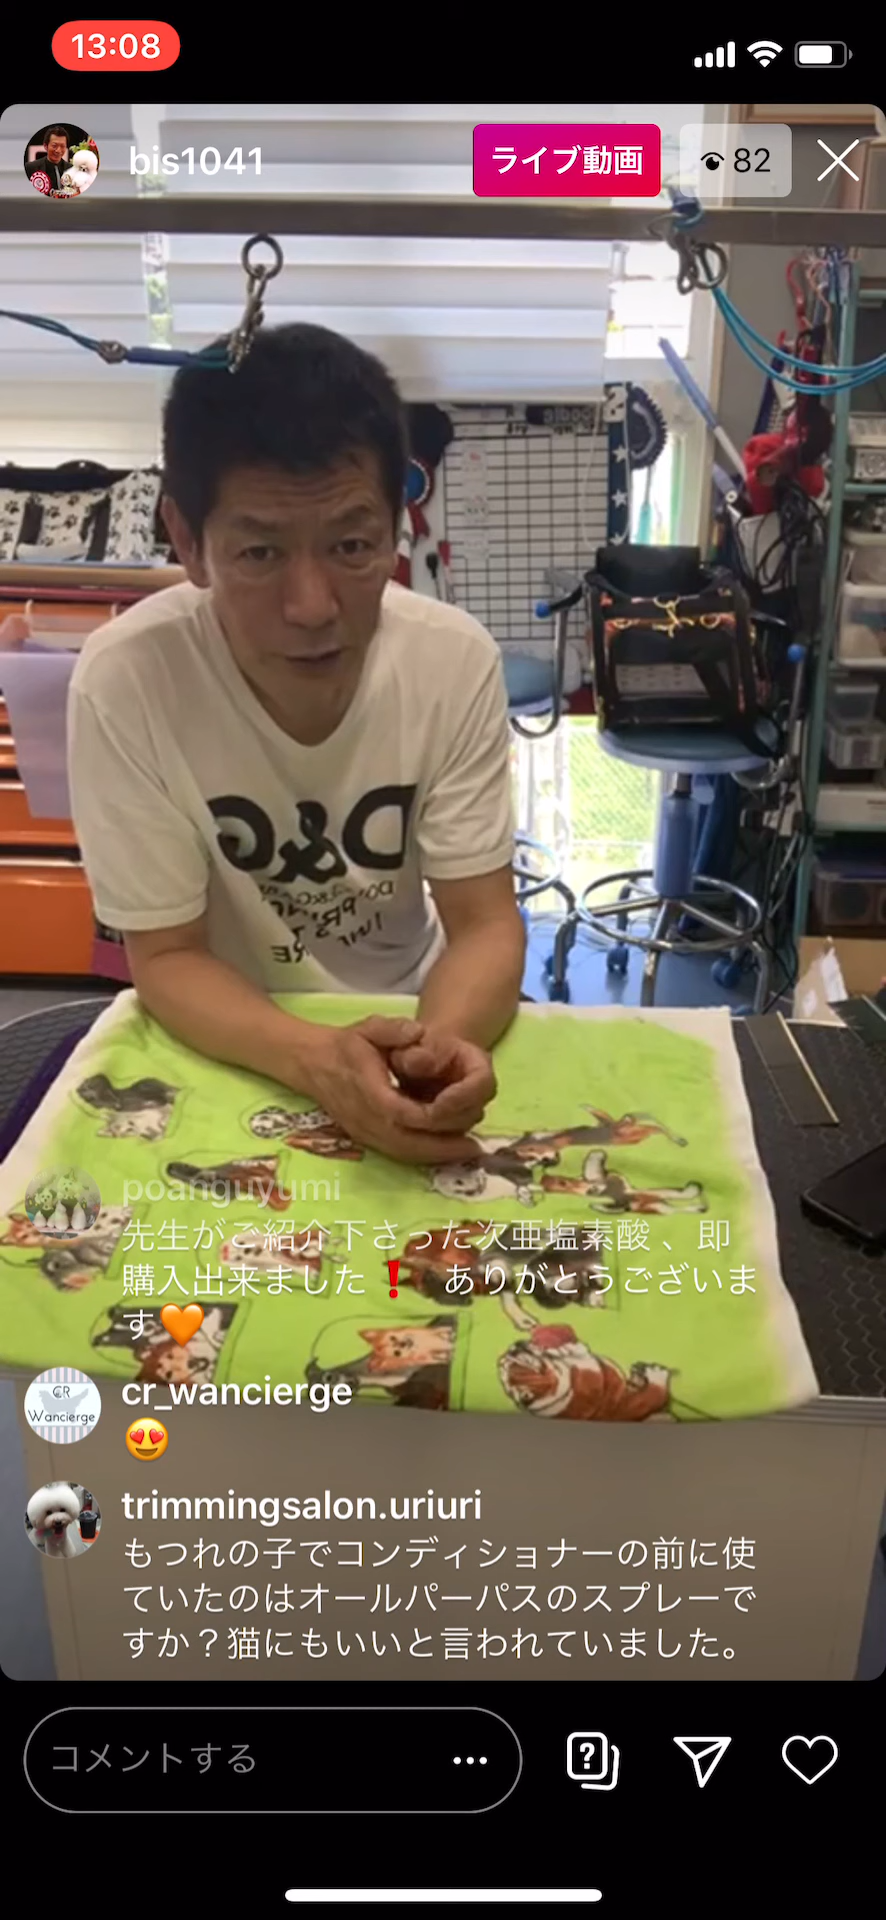 13:08
bis1041
ライブ動画
82
D&G
poanguyumi
先生がご紹介下さった次亜塩素酸 、即
購入出来ました❗ ありがとうございま
す🧡
CR
Wancierge
cr_wancierge
😍
trimmingsalon.uriuri
もつれの子でコンディショナーの前に使
ていたのはオールパーパスのスプレーで
すか？猫にもいいと言われていました。
コメントする